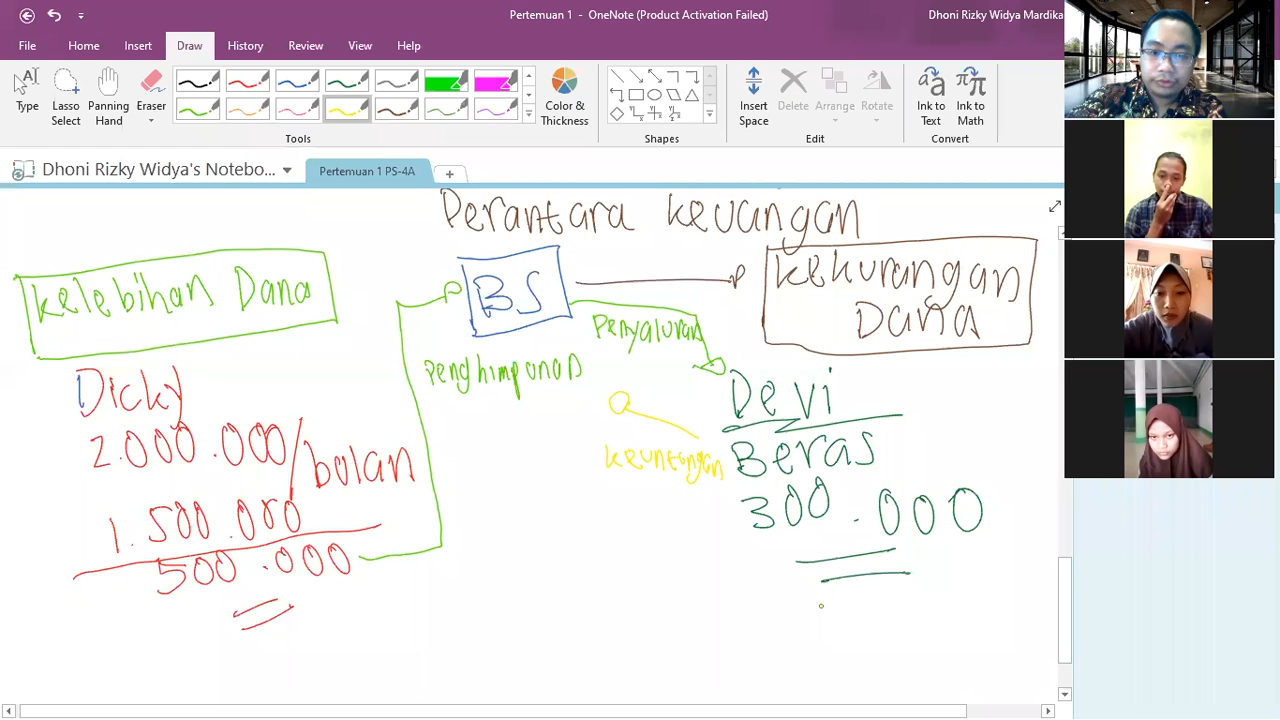 Pertemuan 1 - OneNote (Product Activation Failed)
Dhoni Rizky Widya Mardika
File
Home
Insert
Draw
History
Review
View
Help
Type
Lasso Select
Panning Hand
Eraser
Color & Thickness
Insert Space
Delete
Arrange
Rotate
Ink to Text
Ink to Math
Tools
Shapes
Edit
Convert
Dhoni Rizky Widya's Notebo...
Pertemuan 1 PS-4A
Perantara keuangan
kelebihan Dana
BS
kekurangan
Dana
Penyaluran
Penghimpunan
Dicky
2.000.000/bulan
1.500.000
500.000
Devi
Beras
300.000
keuntungan